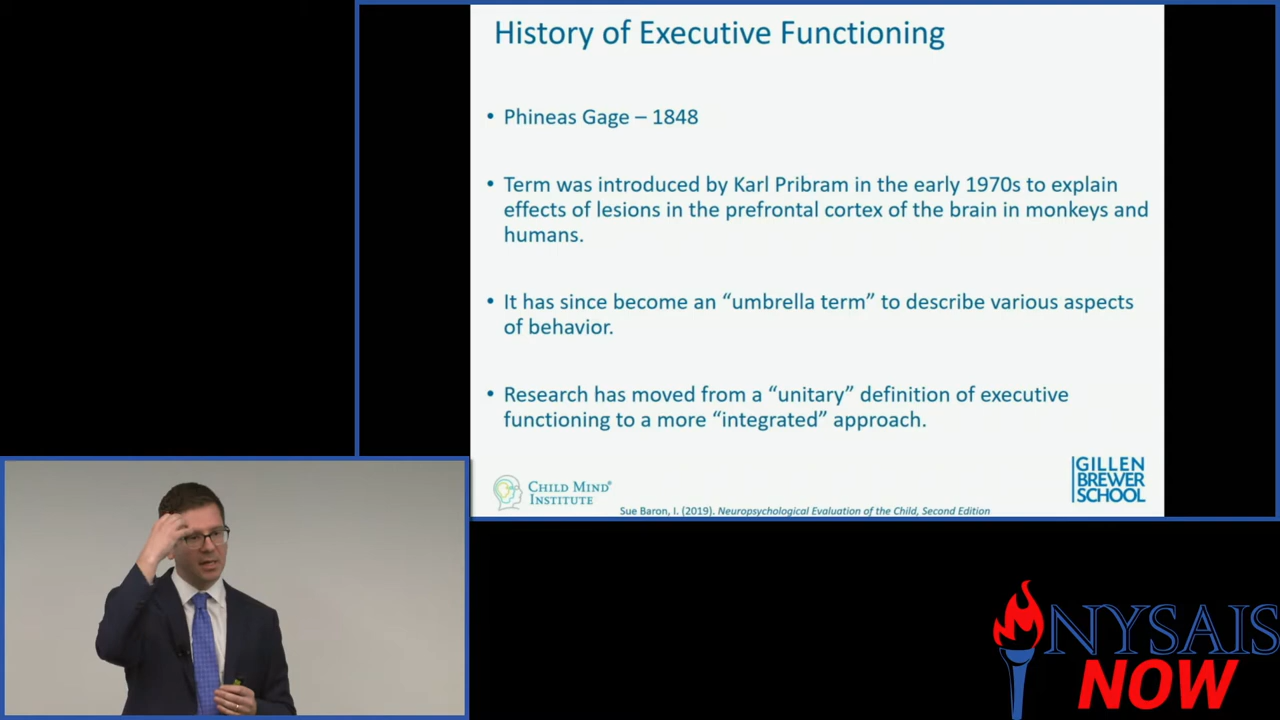 History of Executive Functioning
• Phineas Gage – 1848
• Term was introduced by Karl Pribram in the early 1970s to explain
effects of lesions in the prefrontal cortex of the brain in monkeys and
humans.
• It has since become an “umbrella term” to describe various aspects
of behavior.
• Research has moved from a “unitary” definition of executive
functioning to a more “integrated” approach.
CHILD MIND®
INSTITUTE
Sue Baron, I. (2019). Neuropsychological Evaluation of the Child, Second Edition
GILLEN
BREWER
SCHOOL
NYSAIS
NOW